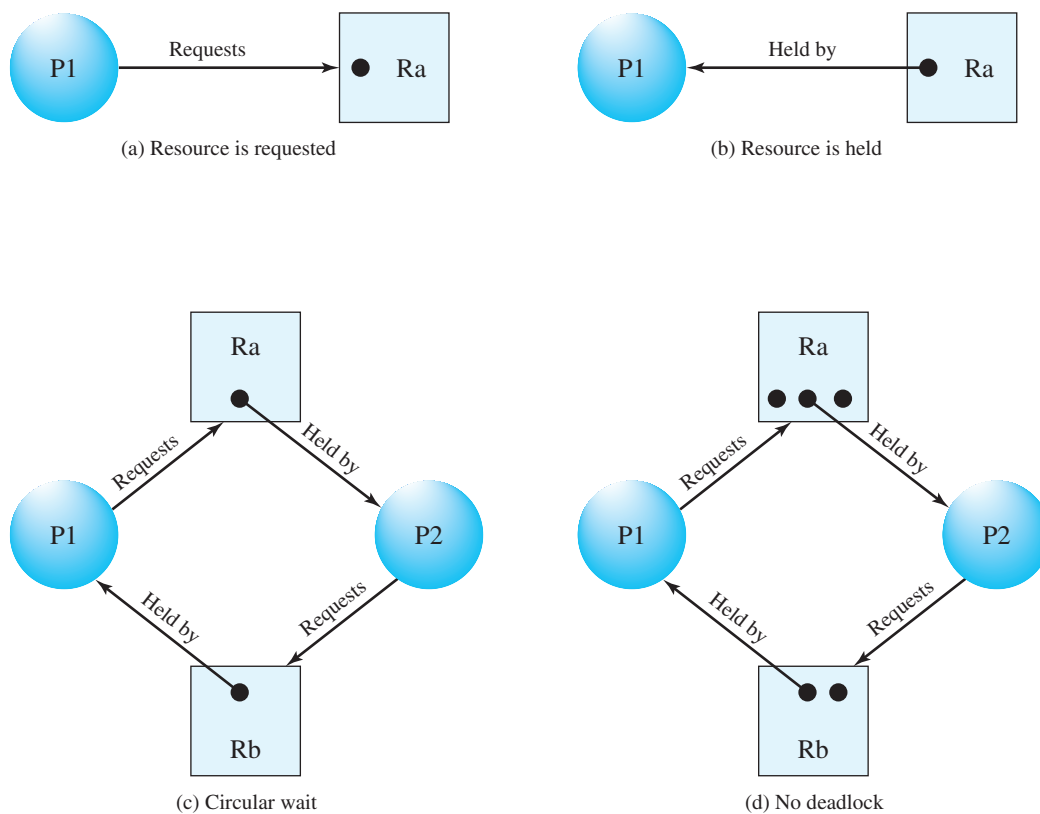 P1
Requests
Ra
(a) Resource is requested
P1
Held by
Ra
(b) Resource is held
Ra
Requests
Held by
P1
P2
Held by
Requests
Rb
(c) Circular wait
Ra
Requests
Held by
P1
P2
Held by
Requests
Rb
(d) No deadlock